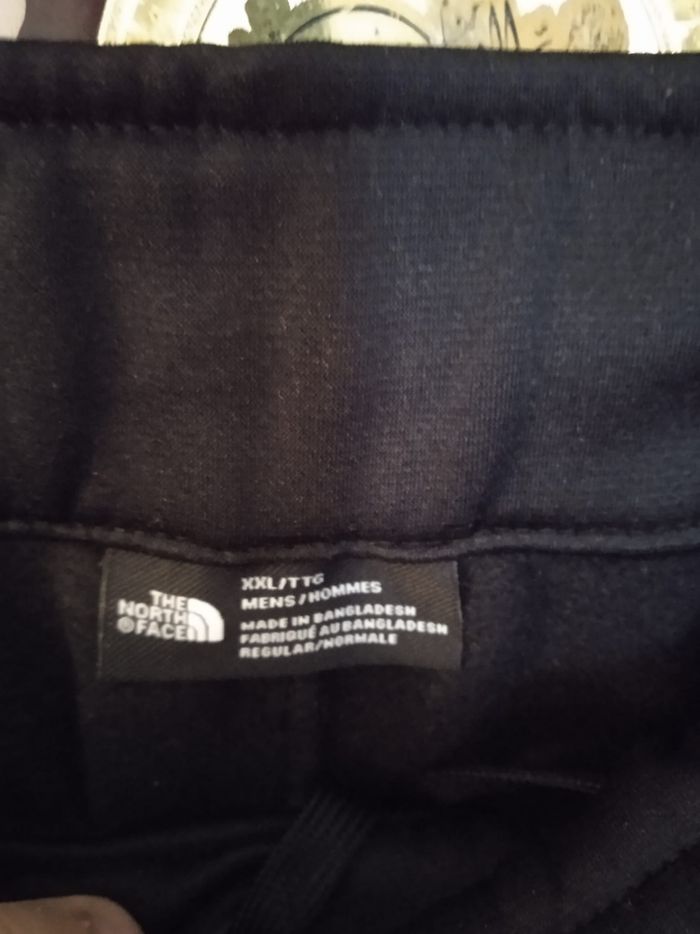 THE
NORTH
FACE
XXL/TTG
MENS/HOMMES
MADE IN BANGLADESH
FABRIQUÉ AU BANGLADESH
REGULAR/NORMALE